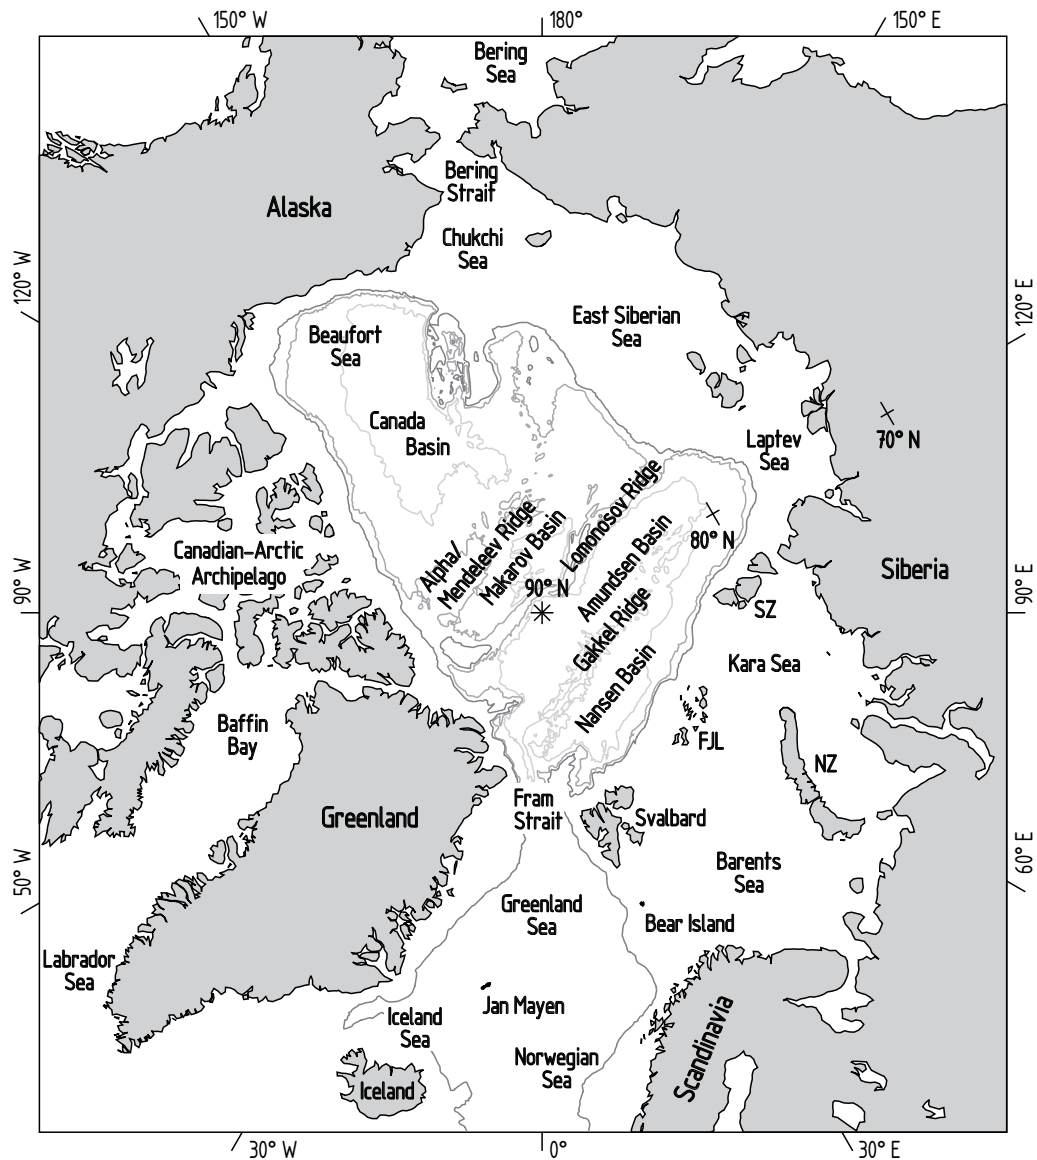 150° W
180°
150° E
Bering
Sea
Bering
Strait
Alaska
Chukchi
Sea
120° W
120° E
East Siberian
Sea
Beaufort
Sea
Canada
Basin
70° N
Laptev
Sea
Lomonosov Ridge
Alpha/
Mendeleev Ridge
Makarov Basin
Amundsen Basin
80° N
Canadian-Arctic
Archipelago
Siberia
90° W
90° N
90° E
SZ
Gakkel Ridge
Kara Sea
Nansen Basin
Baffin
Bay
FJL
NZ
Fram
Strait
Greenland
Svalbard
50° W
60° E
Barents
Sea
Greenland
Sea
Bear Island
Labrador
Sea
Jan Mayen
Iceland
Sea
Scandinavia
Norwegian
Sea
Iceland
30° W
0°
30° E